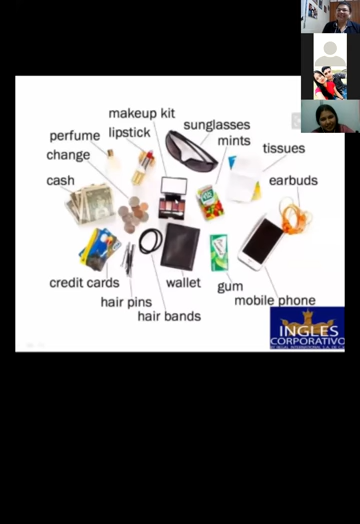 makeup kit
perfume lipstick sunglasses
mints
change tissues
cash earbuds
credit cards wallet gum
hair pins mobile phone
hair bands
INGLES
CORPORATIVO